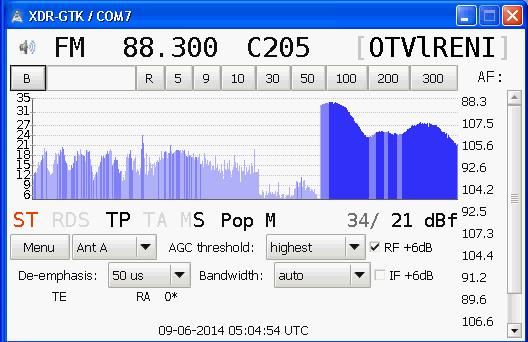 XDR-GTK / COM7
FM 88.300 C205 [OTVlRENI]
B R 5 9 10 30 50 100 200 300 AF:
35
31
27
24
21
18
15
12
9
6
88.3
107.5
105.6
92.6
104.2
92.5
107.3
104.4
91.2
89.6
106.6
ST RDS TP TA MS Pop M 34/ 21 dBf
Menu Ant A AGC threshold: highest RF +6dB
De-emphasis: 50 us Bandwidth: auto IF +6dB
TE RA 0*
09-06-2014 05:04:54 UTC